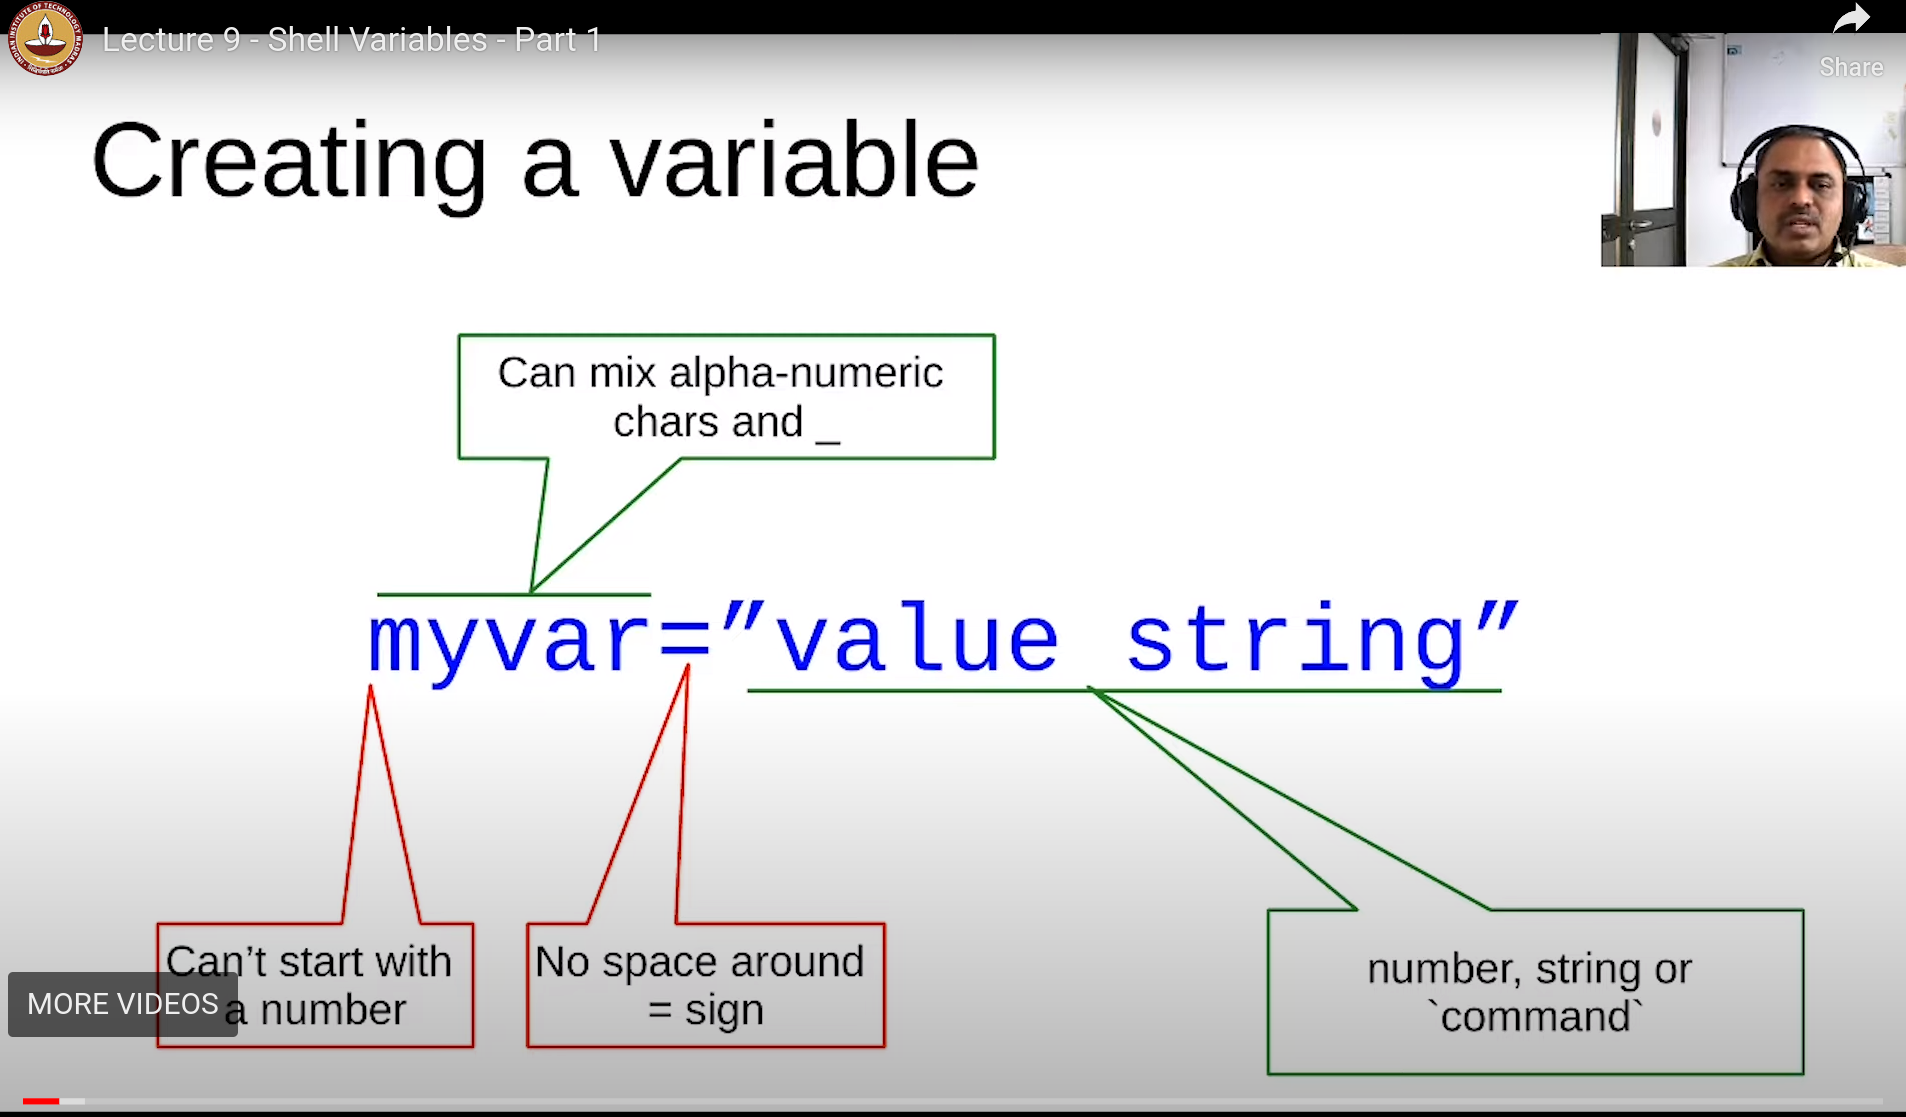 Lecture 9 - Shell Variables - Part 1
Share
Creating a variable
Can mix alpha-numeric
chars and _
myvar=”value string”
Can’t start with
a number
No space around
= sign
number, string or
`command`
MORE VIDEOS